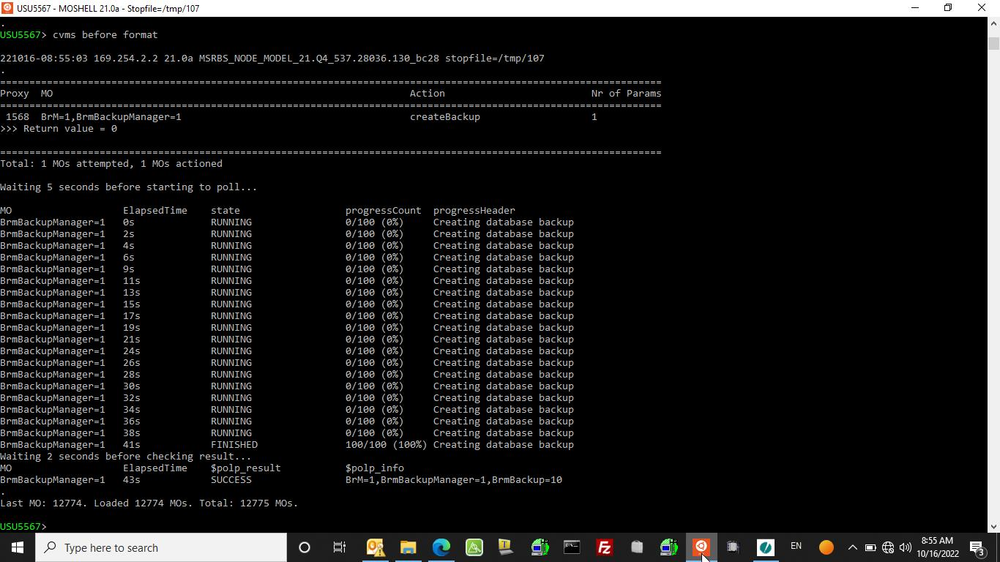 USU5567 - MOSHELL 21.0a - Stopfile=/tmp/107
.
USU5567> cvms before format
221016-08:55:03 169.254.2.2 21.0a MSRBS_NODE_MODEL_21.Q4_537.28036.130_bc28 stopfile=/tmp/107
.
=================================================================================================================
Proxy  MO                                                             Action                         Nr of Params
=================================================================================================================
 1568  BrM=1,BrmBackupManager=1                                       createBackup                   1
>>> Return value = 0
=================================================================================================================
Total: 1 MOs attempted, 1 MOs actioned
Waiting 5 seconds before starting to poll...
MO                   ElapsedTime    state                  progressCount  progressHeader
BrmBackupManager=1   0s             RUNNING                0/100 (0%)     Creating database backup
BrmBackupManager=1   2s             RUNNING                0/100 (0%)     Creating database backup
BrmBackupManager=1   4s             RUNNING                0/100 (0%)     Creating database backup
BrmBackupManager=1   6s             RUNNING                0/100 (0%)     Creating database backup
BrmBackupManager=1   9s             RUNNING                0/100 (0%)     Creating database backup
BrmBackupManager=1   11s            RUNNING                0/100 (0%)     Creating database backup
BrmBackupManager=1   13s            RUNNING                0/100 (0%)     Creating database backup
BrmBackupManager=1   15s            RUNNING                0/100 (0%)     Creating database backup
BrmBackupManager=1   17s            RUNNING                0/100 (0%)     Creating database backup
BrmBackupManager=1   19s            RUNNING                0/100 (0%)     Creating database backup
BrmBackupManager=1   21s            RUNNING                0/100 (0%)     Creating database backup
BrmBackupManager=1   24s            RUNNING                0/100 (0%)     Creating database backup
BrmBackupManager=1   26s            RUNNING                0/100 (0%)     Creating database backup
BrmBackupManager=1   28s            RUNNING                0/100 (0%)     Creating database backup
BrmBackupManager=1   30s            RUNNING                0/100 (0%)     Creating database backup
BrmBackupManager=1   32s            RUNNING                0/100 (0%)     Creating database backup
BrmBackupManager=1   34s            RUNNING                0/100 (0%)     Creating database backup
BrmBackupManager=1   36s            RUNNING                0/100 (0%)     Creating database backup
BrmBackupManager=1   38s            RUNNING                0/100 (0%)     Creating database backup
BrmBackupManager=1   41s            FINISHED               100/100 (100%) Creating database backup
Waiting 2 seconds before checking result...
MO                   ElapsedTime    $polp_result           $polp_info
BrmBackupManager=1   43s            SUCCESS                BrM=1,BrmBackupManager=1,BrmBackup=10
.
Last MO: 12774. Loaded 12774 MOs. Total: 12775 MOs.
USU5567>
Type here to search
Fz
EN
8:55 AM
10/16/2022
3